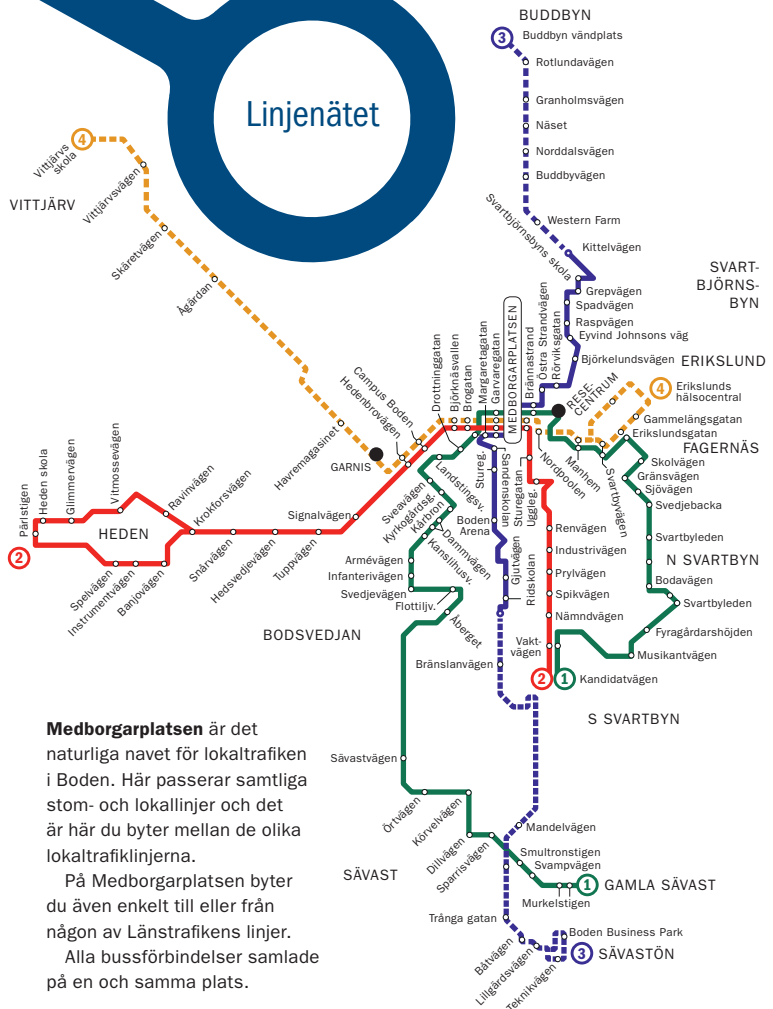 BUDDBYN
3
Buddbyn vändplats
Rotlundavägen
Granholmsvägen
Näset
Norddalsvägen
Buddbyvägen
Western Farm
Kittelvägen
Svartbjörnsbyns skola
Linjenätet
4
Vittjärvs
skola
Vittjärvsvägen
VITTJÄRV
Skäretvägen
Ågärdan
SVART-
BJÖRNS-
BYN
Grepvägen
Spadvägen
Raspvägen
Eyvind Johnsons väg
Björkelundsvägen
ERIKSLUND
4
Erikslunds
hälsocentral
Gammelängsgatan
Erikslundsgatan
FAGERNÄS
Skolvägen
Gränsvägen
Sjövägen
Svedjebacka
Svartbyleden
N SVARTBYN
Bodavägen
Svartbyleden
Fyragårdarshöjden
Musikantvägen
MEDBORGARPLATSEN
Brännastrand
Östra Strandvägen
Rörviksgatan
RESE-
CENTRUM
Drottninggatan
Björknäsvallen
Brogatan
Margaretagatan
Garvaregatan
Campus Boden
Hedenbrovägen
Havremagasinet
GARNIS
Signalvägen
Nordpoolen
Manhem
Svartbyvägen
Stureg.
Sandenskolan
Sturegatan
Uggleg.
Landstingsv.
Sveavägen
Kyrkogårdsg.
Kårbron
Dammvägen
Kanslihusv.
Boden
Arena
Gjutvägen
Ridskolan
Renvägen
Industrivägen
Prylvägen
Spikvägen
Nämndvägen
Vakt-
vägen
2
1
Kandidatvägen
S SVARTBYN
Pärlstigen
Heden skola
Glimmervägen
Vitmossevägen
Ravinvägen
Krokforsvägen
HEDEN
2
Spelvägen
Instrumentvägen
Banjovägen
Snårvägen
Hedsvedjevägen
Tuppvägen
Armévägen
Infanterivägen
Svedjevägen
Flottiljv.
Åberget
BODSVEDJAN
Bränslanvägen
Sävastvägen
Örtvägen
Körvelvägen
Dillvägen
Sparrisvägen
Mandelvägen
Smultronstigen
Svampvägen
1
GAMLA SÄVAST
Murkelstigen
SÄVAST
Trånga gatan
Båtvägen
Lillgårdsvägen
Teknikvägen
Boden Business Park
3
SÄVASTÖN
Medborgarplatsen är det
naturliga navet för lokaltrafiken
i Boden. Här passerar samtliga
stom- och lokallinjer och det
är här du byter mellan de olika
lokaltrafiklinjerna.
På Medborgarplatsen byter
du även enkelt till eller från
någon av Länstrafikens linjer.
Alla bussförbindelser samlade
på en och samma plats.